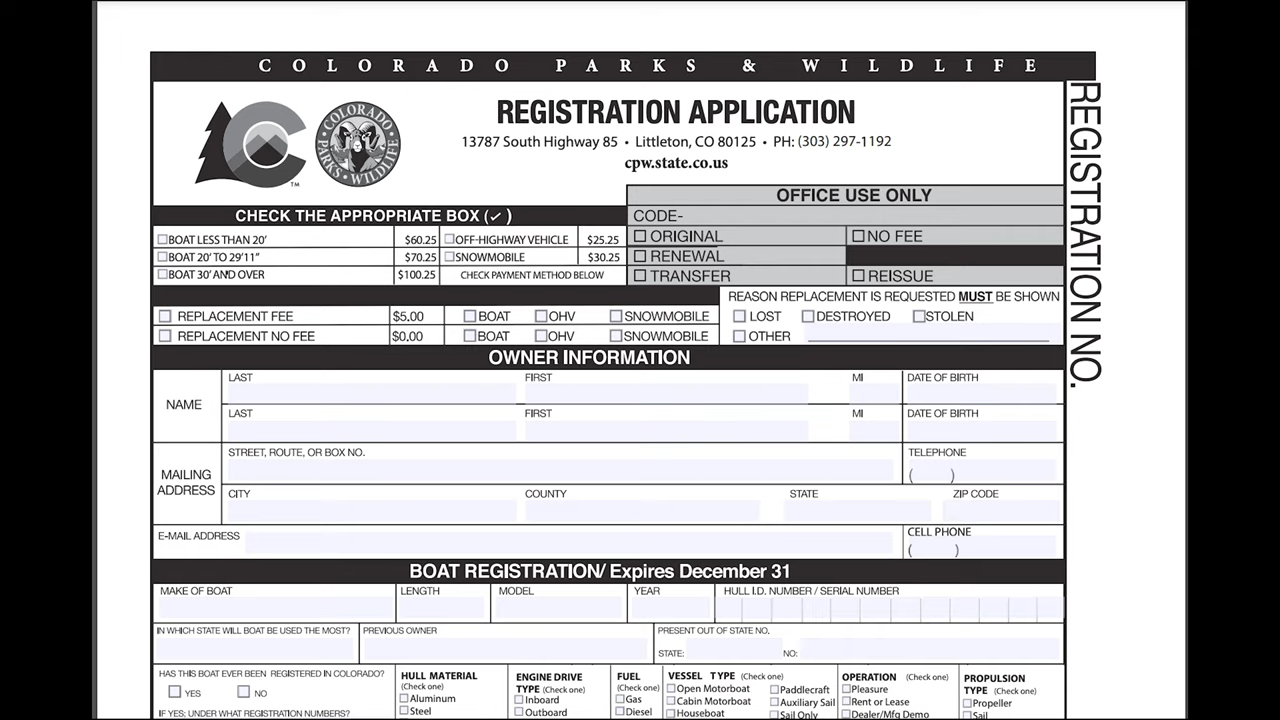 COLORADO PARKS & WILDLIFE
REGISTRATION APPLICATION
13787 South Highway 85 • Littleton, CO 80125 • PH: (303) 297-1192
cpw.state.co.us
COLORADO PARKS • WILDLIFE
TM
REGISTRATION NO.
OFFICE USE ONLY
CODE-
ORIGINAL NO FEE
RENEWAL
TRANSFER REISSUE
CHECK THE APPROPRIATE BOX (✓)
BOAT LESS THAN 20' $60.25 OFF-HIGHWAY VEHICLE $25.25
BOAT 20' TO 29'11" $70.25 SNOWMOBILE $30.25
BOAT 30' AND OVER $100.25 CHECK PAYMENT METHOD BELOW
REASON REPLACEMENT IS REQUESTED MUST BE SHOWN
REPLACEMENT FEE $5.00 BOAT OHV SNOWMOBILE LOST DESTROYED STOLEN
REPLACEMENT NO FEE $0.00 BOAT OHV SNOWMOBILE OTHER
OWNER INFORMATION
NAME
LAST FIRST MI DATE OF BIRTH
LAST FIRST MI DATE OF BIRTH
MAILING ADDRESS
STREET, ROUTE, OR BOX NO. TELEPHONE
( )
CITY COUNTY STATE ZIP CODE
E-MAIL ADDRESS CELL PHONE
( )
BOAT REGISTRATION/ Expires December 31
MAKE OF BOAT LENGTH MODEL YEAR HULL I.D. NUMBER / SERIAL NUMBER
IN WHICH STATE WILL BOAT BE USED THE MOST? PREVIOUS OWNER PRESENT OUT OF STATE NO.
STATE: NO:
HAS THIS BOAT EVER BEEN REGISTERED IN COLORADO?
YES NO
IF YES; UNDER WHAT REGISTRATION NUMBERS?
HULL MATERIAL
(Check one)
Aluminum
Steel
ENGINE DRIVE
TYPE (Check one)
Inboard
Outboard
FUEL
(Check one)
Gas
Diesel
VESSEL TYPE (Check one)
Open Motorboat Paddlecraft
Cabin Motorboat Auxiliary Sail
Houseboat Sail Only
OPERATION (Check one)
Pleasure
Rent or Lease
Dealer/Mfg Demo
PROPULSION
TYPE (Check one)
Propeller
Sail